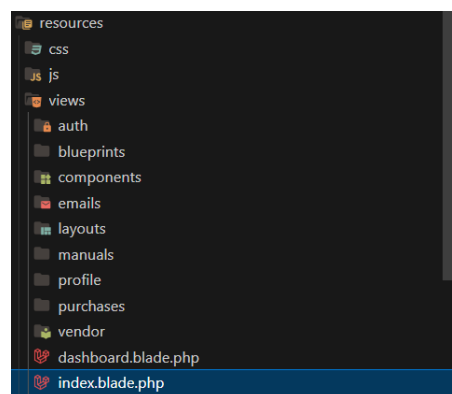 resources
css
JS js
views
auth
blueprints
components
emails
layouts
manuals
profile
purchases
vendor
dashboard.blade.php
index.blade.php